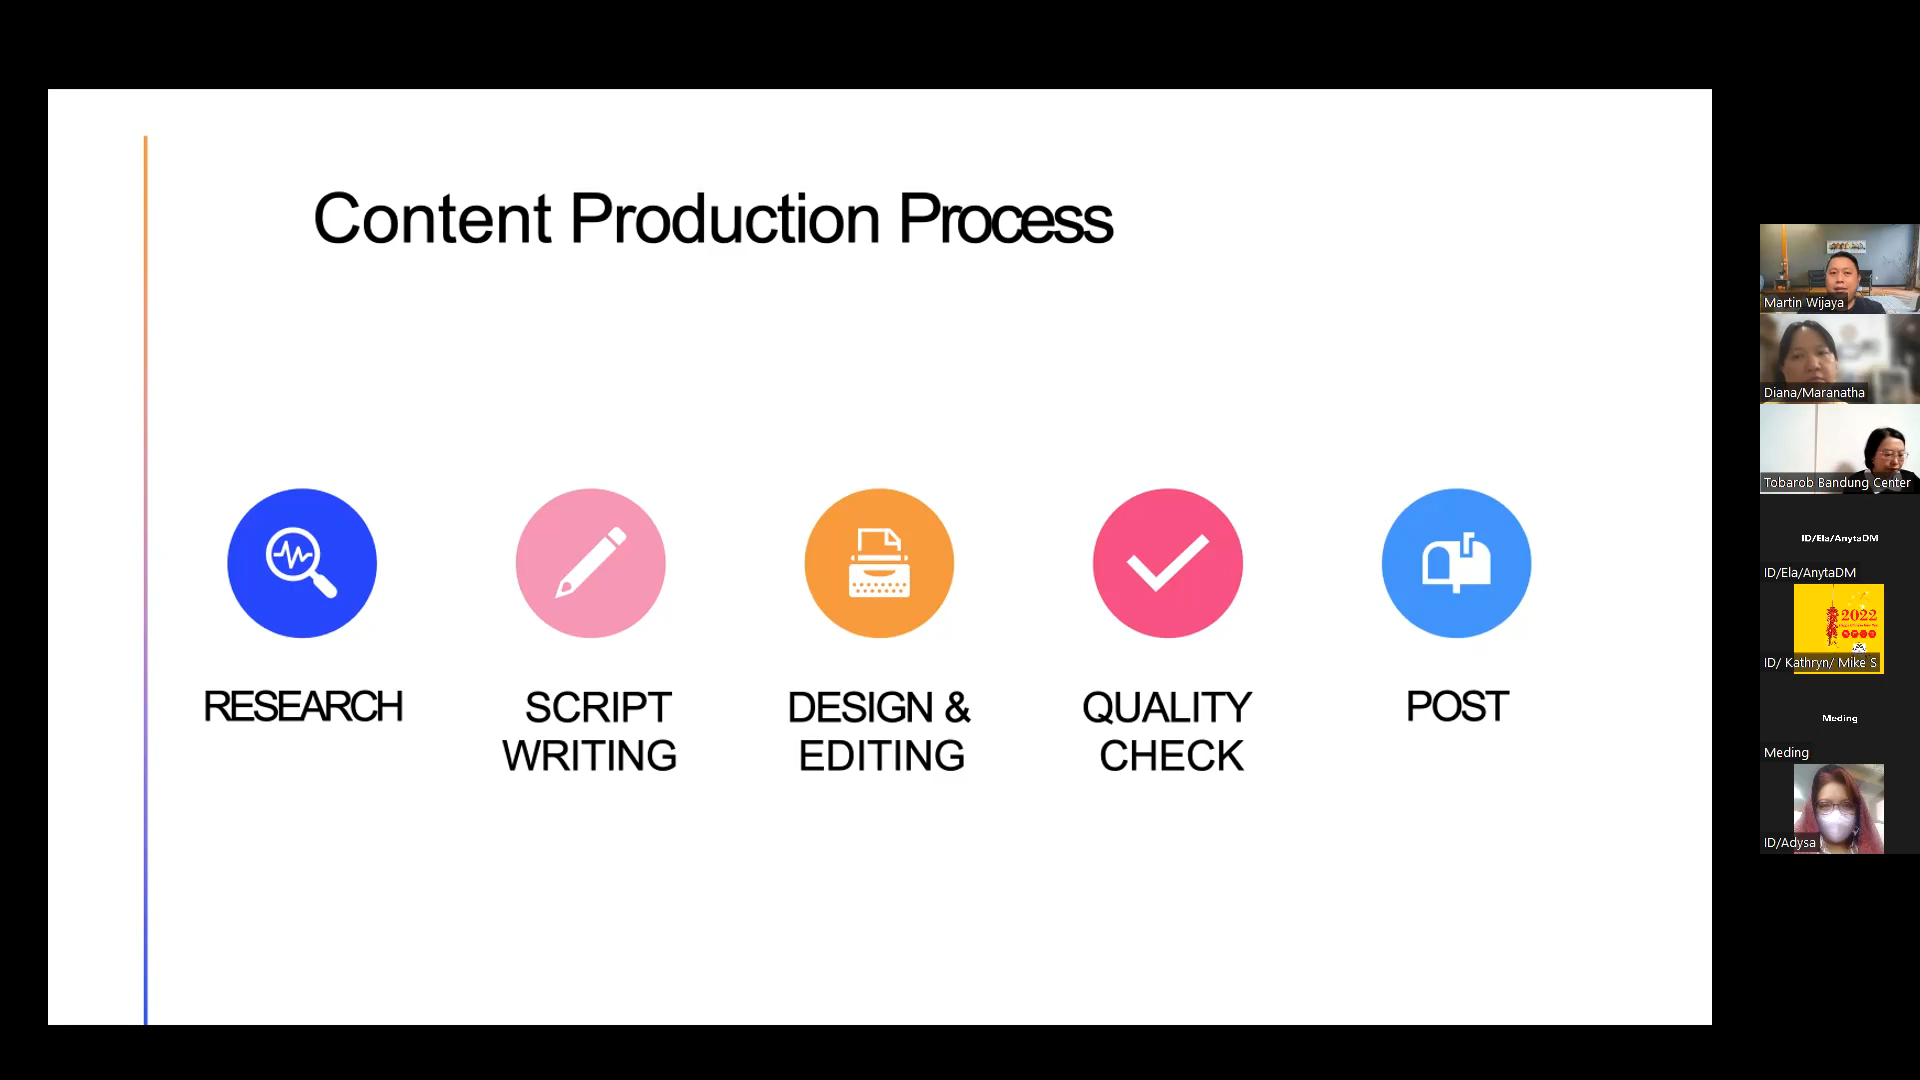 Content Production Process
RESEARCH
SCRIPT
WRITING
DESIGN &
EDITING
QUALITY
CHECK
POST
Martin Wijaya
Diana/Maranatha
Tobarob Bandung Center
ID/Ela/AnytaDM
ID/Ela/AnytaDM
2022
ID/ Kathryn/ Mike S
Meding
Meding
ID/Adysa